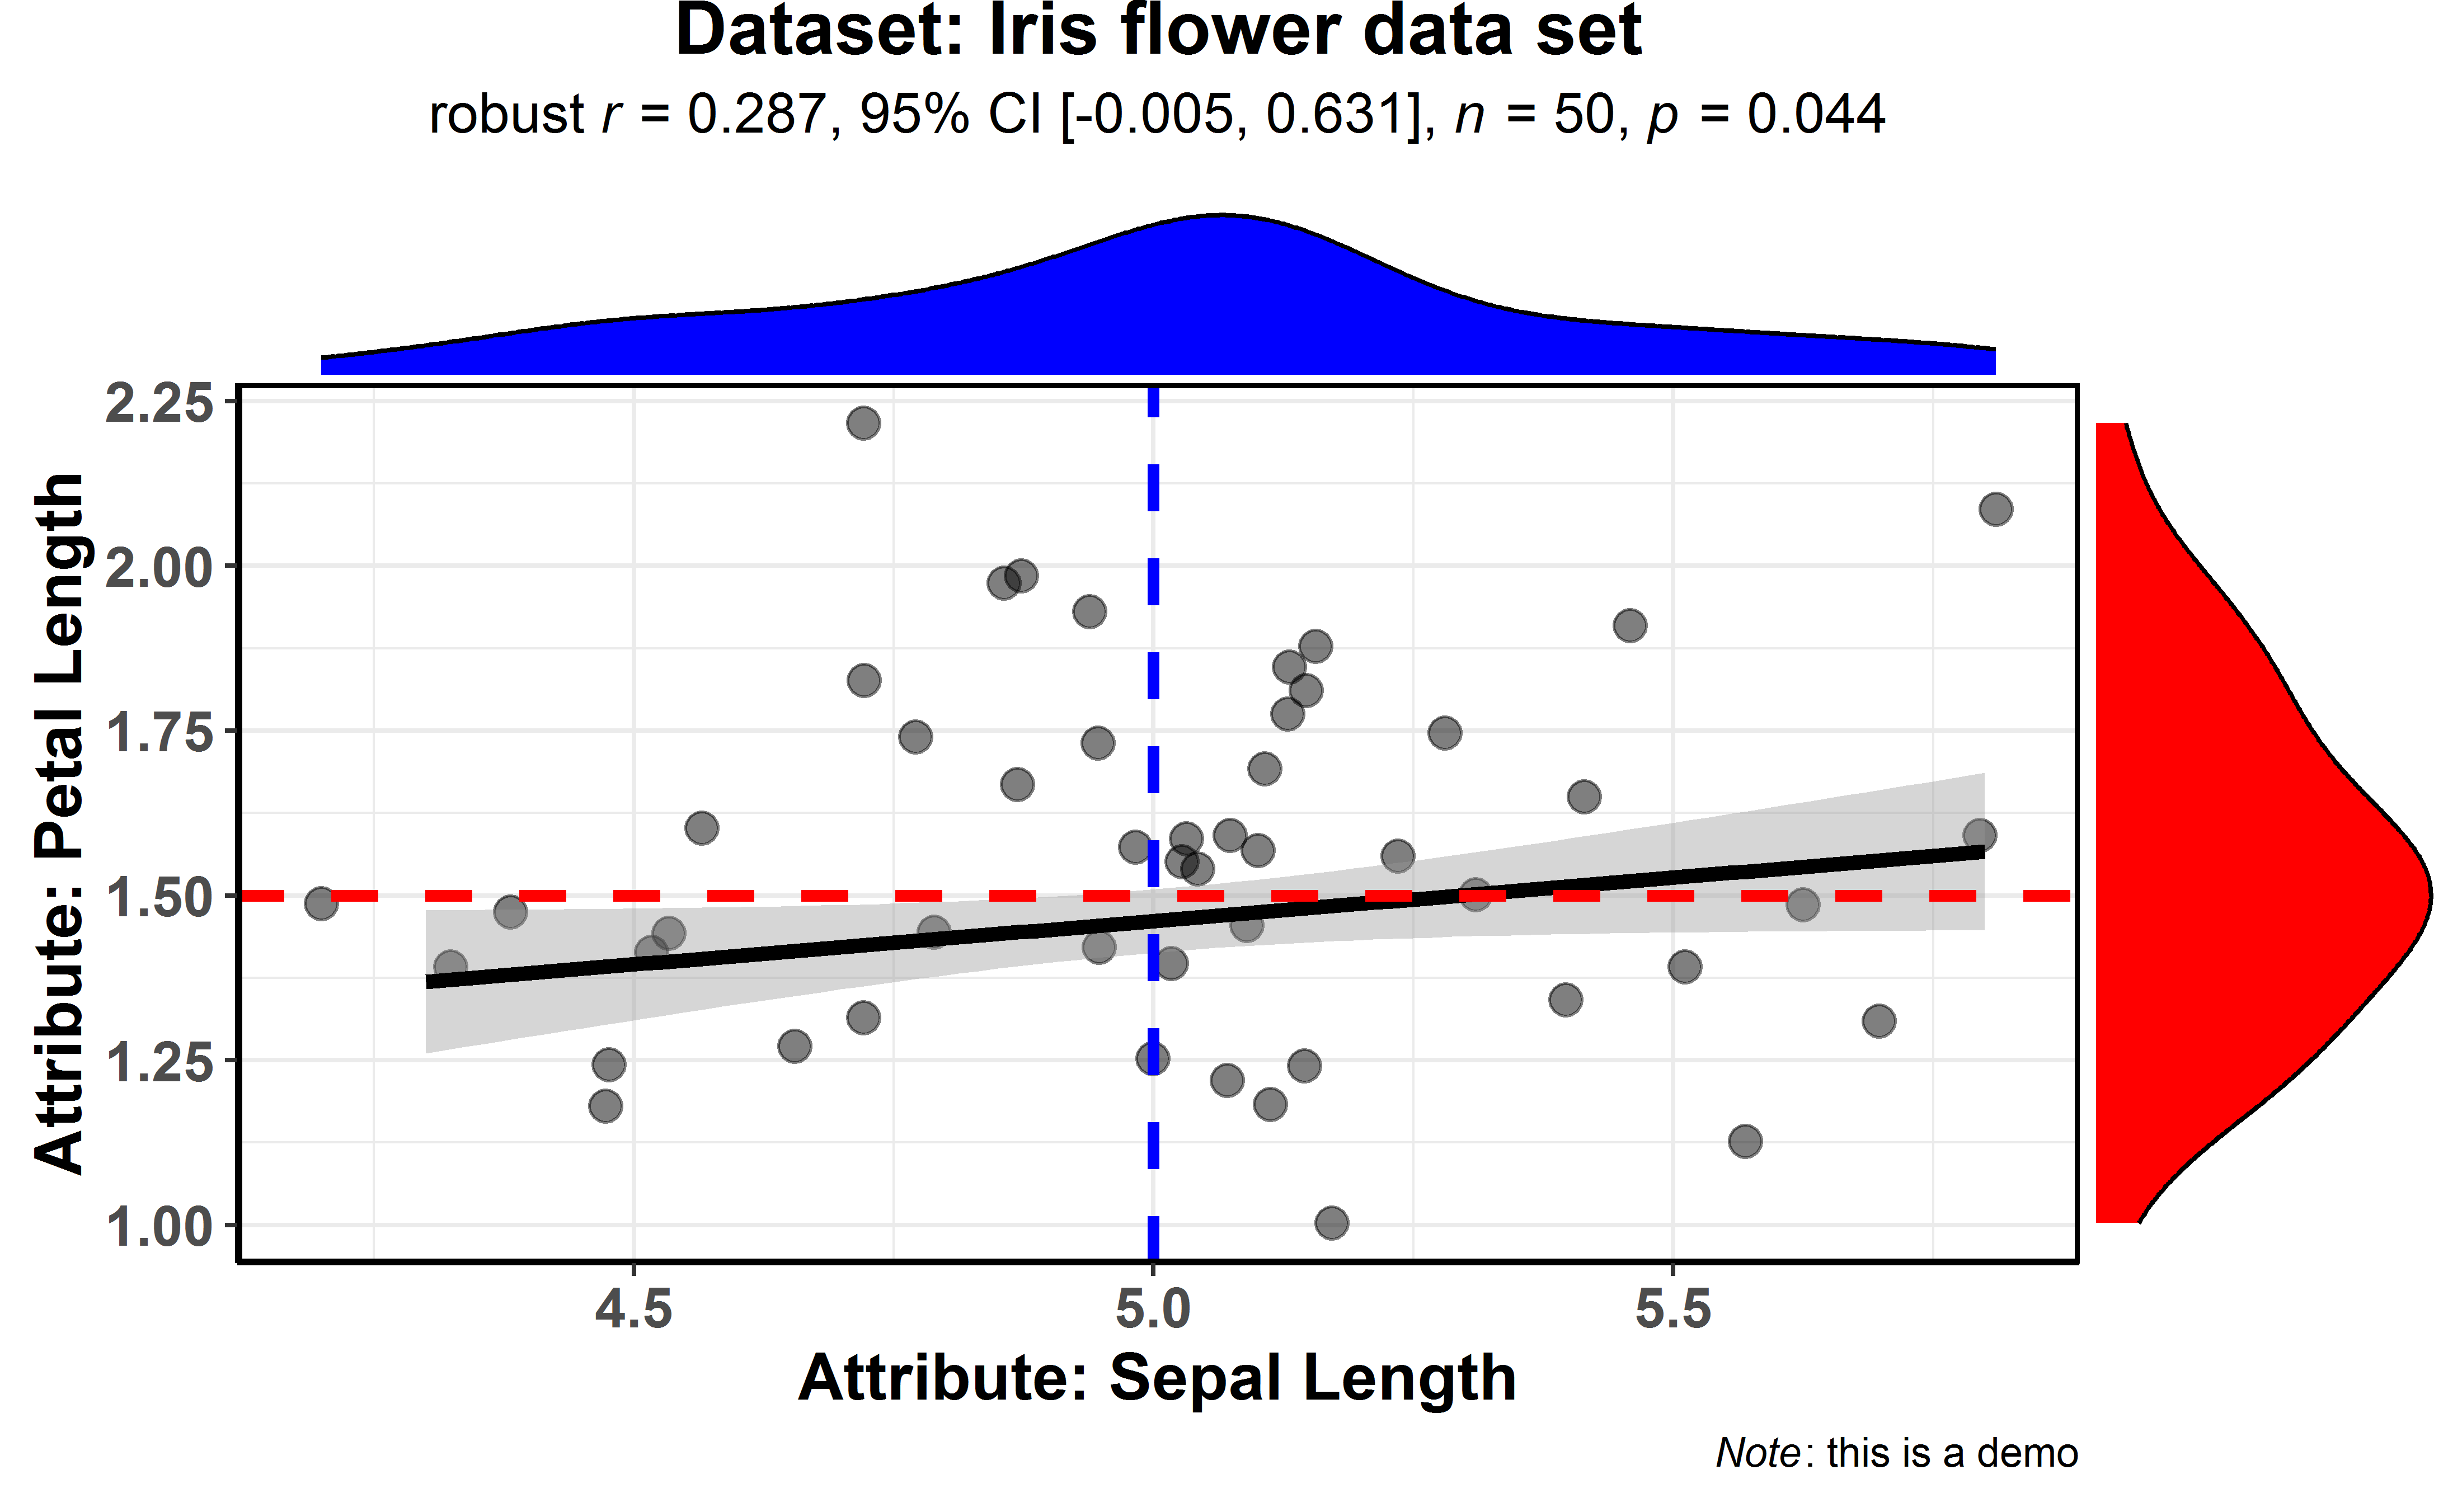 Dataset: Iris flower data set
robust r = 0.287, 95% CI [-0.005, 0.631], n = 50, p = 0.044
2.25
2.00
1.75
1.50
1.25
1.00
Attribute: Petal Length
4.5 5.0 5.5
Attribute: Sepal Length
Note: this is a demo